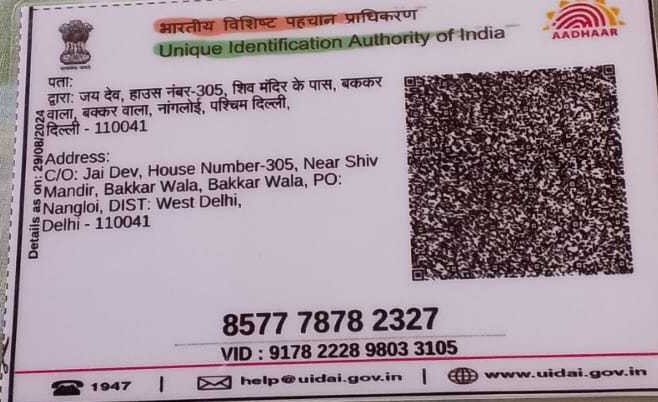 भारतीय विशिष्ट पहचान प्राधिकरण
Unique Identification Authority of India
AADHAAR
पता:
द्वारा: जय देव, हाउस नंबर-305, शिव मंदिर के पास, बककर
वाला, बक्कर वाला, नांगलोई, पश्चिम दिल्ली,
दिल्ली - 110041
Details as on: 29/08/2024
Address:
C/O: Jai Dev, House Number-305, Near Shiv
Mandir, Bakkar Wala, Bakkar Wala, PO:
Nangloi, DIST: West Delhi,
Delhi - 110041
8577 7878 2327
VID : 9178 2228 9803 3105
1947 | help@uidai.gov.in | www.uidai.gov.in